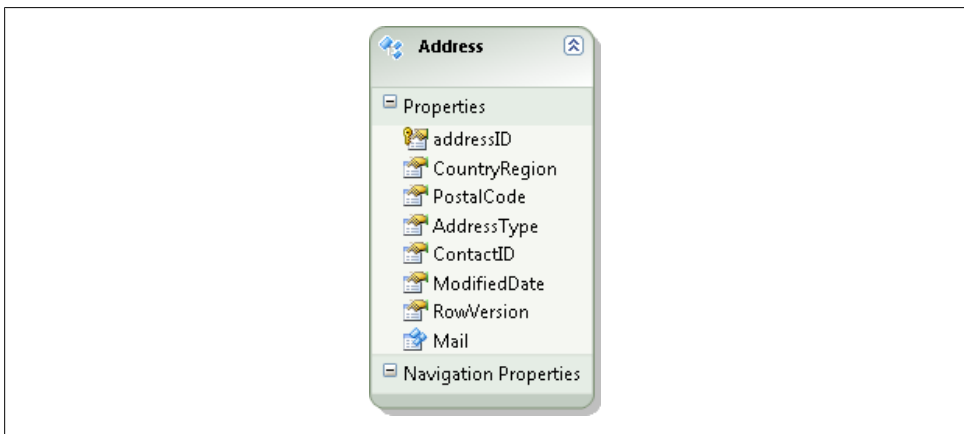 Address
Properties
addressID
CountryRegion
PostalCode
AddressType
ContactID
ModifiedDate
RowVersion
Mail
Navigation Properties